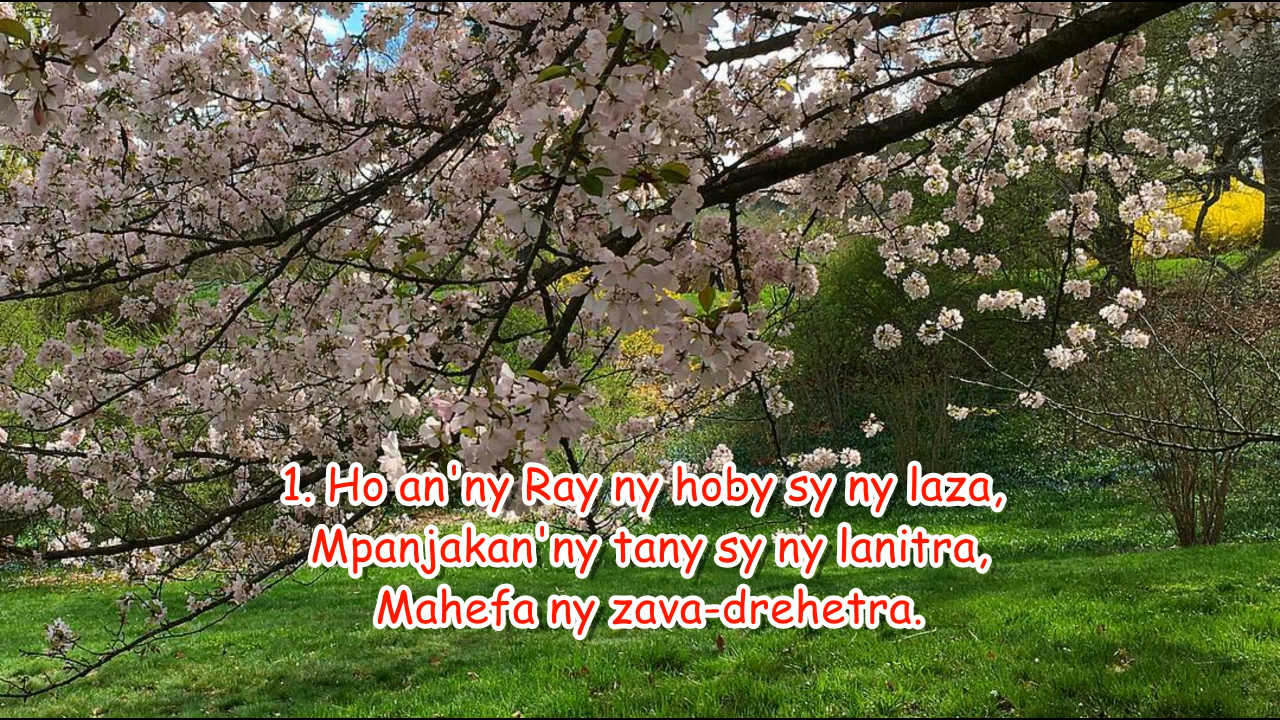 1. Ho an'ny Ray ny hoby sy ny laza,
Mpanjakan'ny tany sy ny lanitra,
Mahefa ny zava-drehetra.